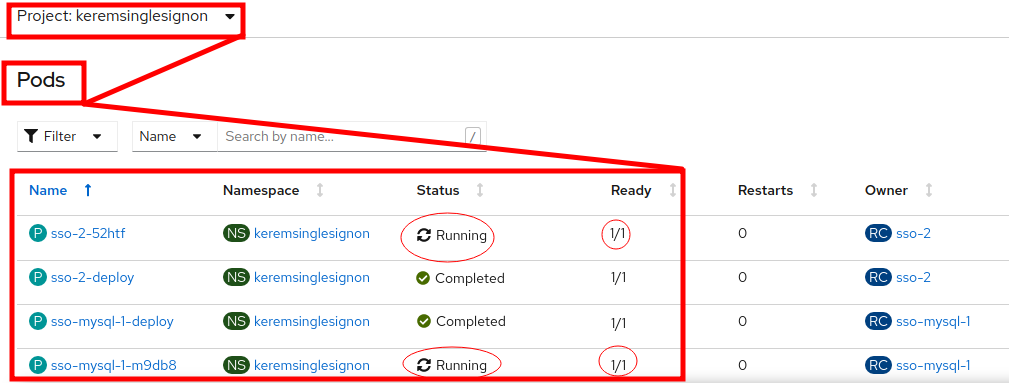 Project: keremsinglesignon
Pods
Filter Name Search by name... /
Name Namespace Status Ready Restarts Owner
P sso-2-52htf NS keremsinglesignon Running 1/1 0 RC sso-2
P sso-2-deploy NS keremsinglesignon Completed 1/1 0 RC sso-2
P sso-mysql-1-deploy NS keremsinglesignon Completed 1/1 0 RC sso-mysql-1
P sso-mysql-1-m9db8 NS keremsinglesignon Running 1/1 0 RC sso-mysql-1